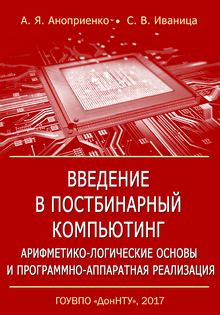 А. Я. Аноприенко • С. В. Иваница
ВВЕДЕНИЕ
В ПОСТБИНАРНЫЙ
КОМПЬЮТИНГ
АРИФМЕТИКО-ЛОГИЧЕСКИЕ ОСНОВЫ
И ПРОГРАММНО-АППАРАТНАЯ РЕАЛИЗАЦИЯ
ГОУВПО «ДонНТУ», 2017